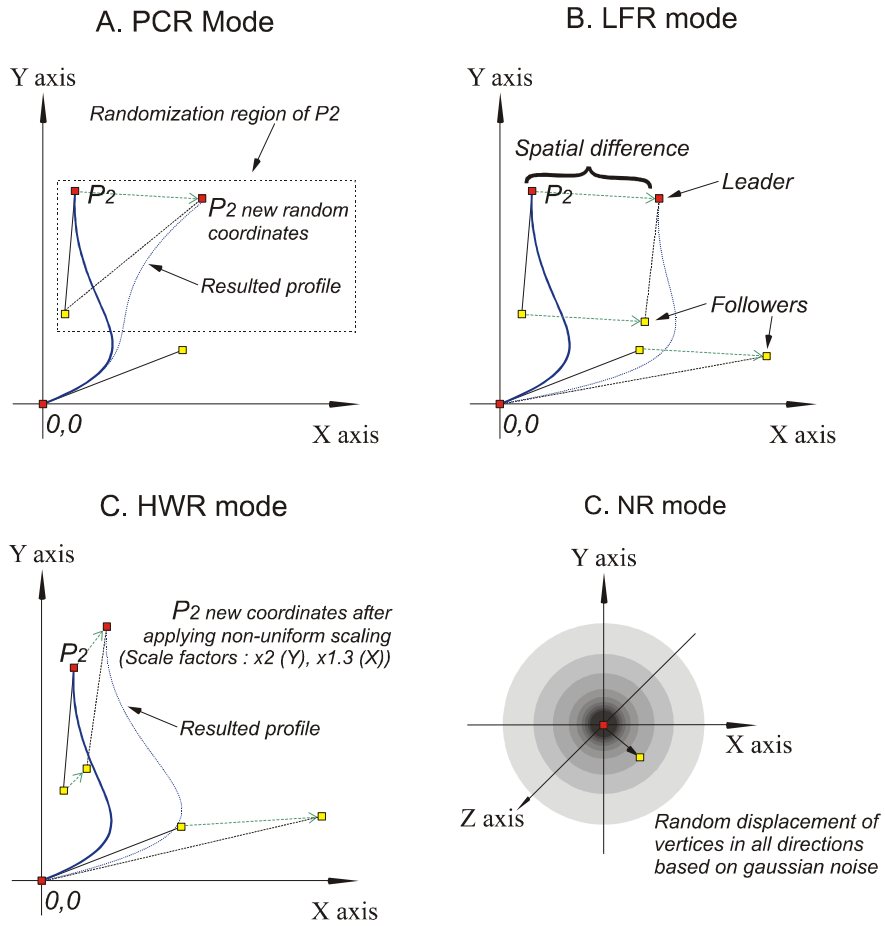 A. PCR Mode
Y axis
Randomization region of P2
P2
P2 new random
coordinates
Resulted profile
0,0
X axis
B. LFR mode
Y axis
Spatial difference
P2
Leader
Followers
0,0
X axis
C. HWR mode
Y axis
P2 new coordinates after
applying non-uniform scaling
(Scale factors : x2 (Y), x1.3 (X))
P2
Resulted profile
0,0
X axis
C. NR mode
Y axis
X axis
Z axis
Random displacement of
vertices in all directions
based on gaussian noise